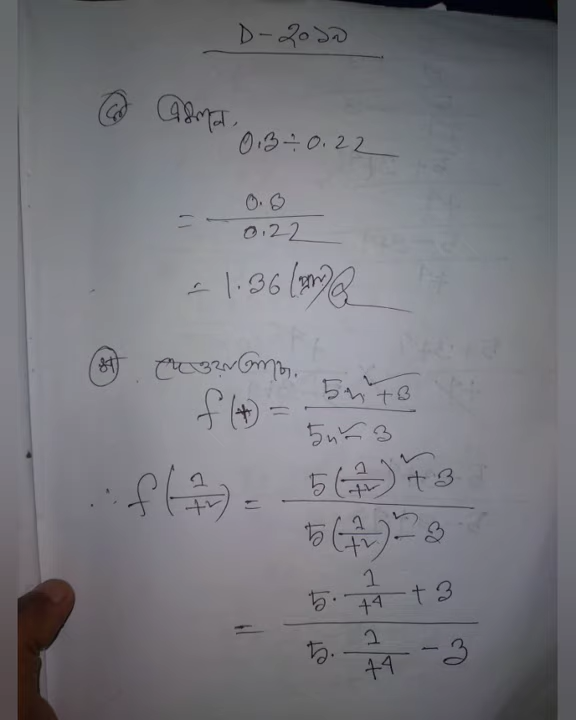 D-২০১৯
ক) এখানে,
0.3 ÷ 0.22
= 0.3 / 0.22
= 1.36 (প্রায়)
খ) দেওয়া আছে,
f(x) = (5x² + 3) / (5x² - 3)
∴ f(1/x²) = (5(1/x²)² + 3) / (5(1/x²)² - 3)
= (5·1/x⁴ + 3) / (5·1/x⁴ - 3)